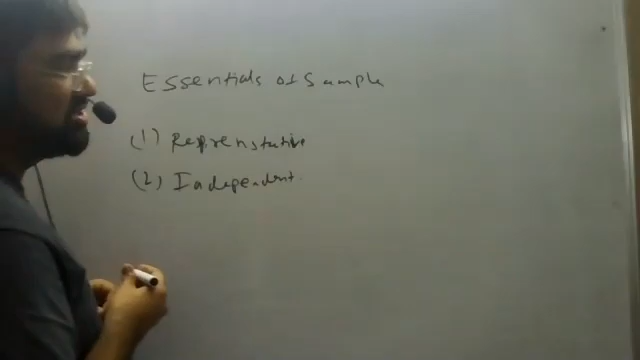 Essentials of Sample
(1) Representative
(2) Independent.